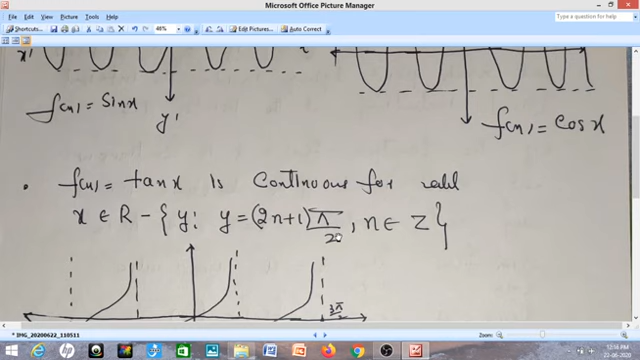 Microsoft Office Picture Manager
File Edit View Picture Tools Help
Type a question for help
Shortcuts... 48% Edit Pictures... Auto Correct
x'
y'
f(x) = Sin x
f(x) = Cos x
• f(x) = tan x is Continuous for
x ∈ R - { y : y = (2n+1) π/2, n ∈ Z }
3π/2
IMG_20200622_110511
Zoom: